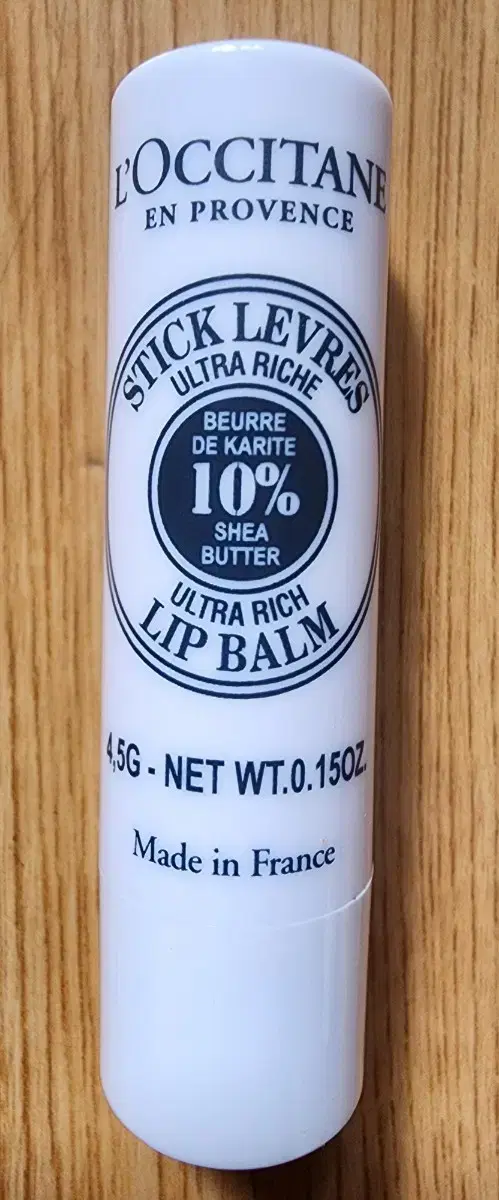 L'OCCITANE
EN PROVENCE
STICK LEVRES
ULTRA RICHE
BEURRE
DE KARITE
10%
SHEA
BUTTER
ULTRA RICH
LIP BALM
4,5G - NET WT.0.15OZ.
Made in France